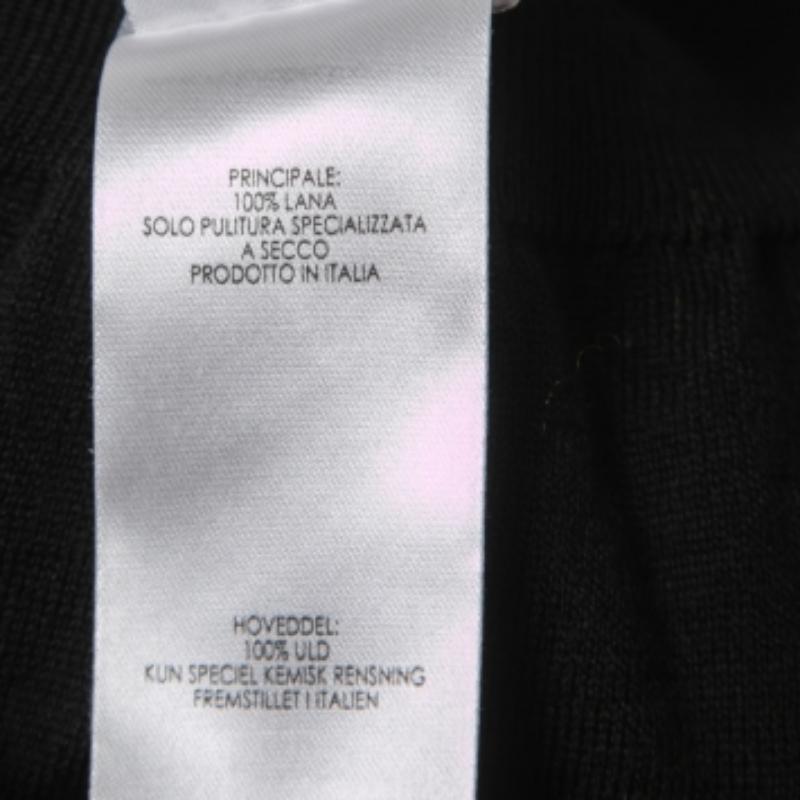 PRINCIPALE:
100% LANA
SOLO PULITURA SPECIALIZZATA
A SECCO
PRODOTTO IN ITALIA
HOVEDDEL:
100% ULD
KUN SPECIEL KEMISK RENSNING
FREMSTILLET I ITALIEN